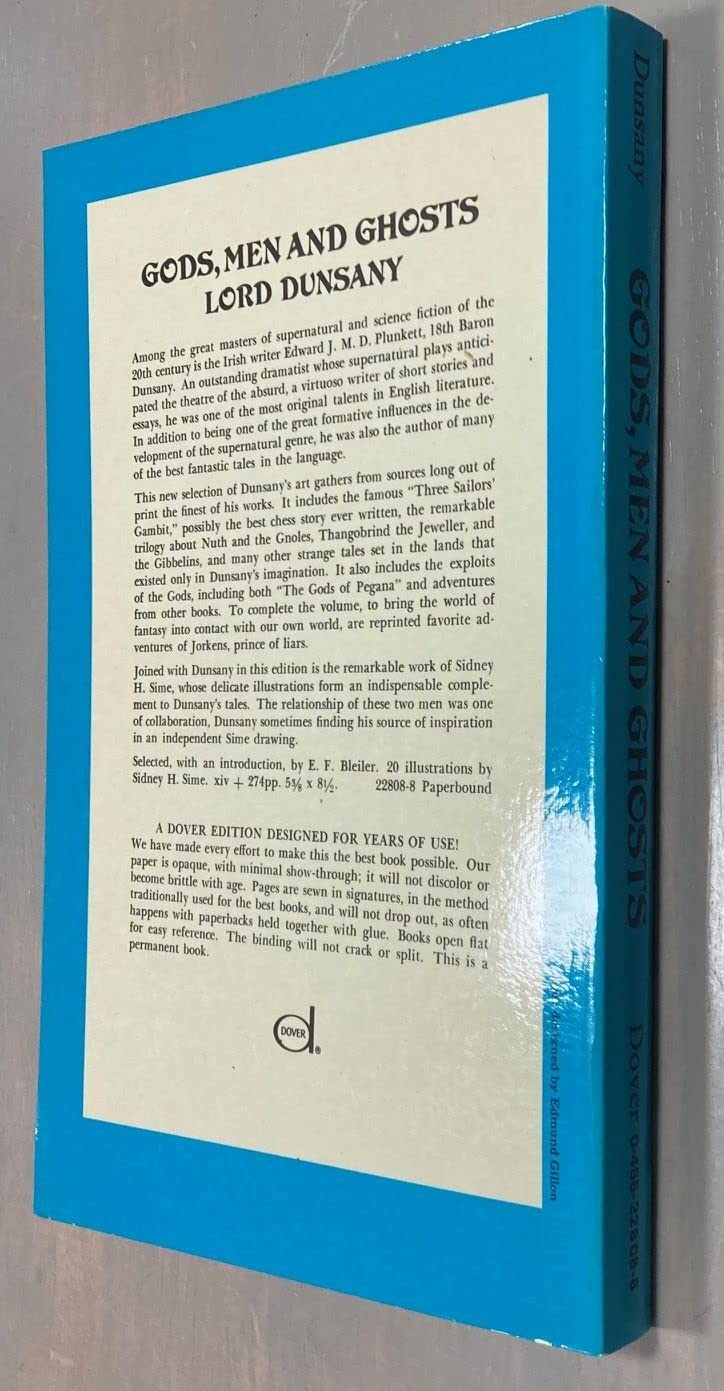 GODS, MEN AND GHOSTS
LORD DUNSANY
Among the great masters of supernatural and science fiction of the
20th century is the Irish writer Edward J. M. D. Plunkett, 18th Baron
Dunsany. An outstanding dramatist whose supernatural plays antici-
pated the theatre of the absurd, a virtuoso writer of short stories and
essays, he was one of the most original talents in English literature.
In addition to being one of the great formative influences in the de-
velopment of the supernatural genre, he was also the author of many
of the best fantastic tales in the language.
This new selection of Dunsany's art gathers from sources long out of
print the finest of his works. It includes the famous "Three Sailors'
Gambit," possibly the best chess story ever written, the remarkable
trilogy about Nuth and the Gnoles, Thangobrind the Jeweller, and
the Gibbelins, and many other strange tales set in the lands that
existed only in Dunsany's imagination. It also includes the exploits
of the Gods, including both "The Gods of Pegana" and adventures
from other books. To complete the volume, to bring the world of
fantasy into contact with our own world, are reprinted favorite ad-
ventures of Jorkens, prince of liars.
Joined with Dunsany in this edition is the remarkable work of Sidney
H. Sime, whose delicate illustrations form an indispensable comple-
ment to Dunsany's tales. The relationship of these two men was one
of collaboration, Dunsany sometimes finding his source of inspiration
in an independent Sime drawing.
Selected, with an introduction, by E. F. Bleiler. 20 illustrations by
Sidney H. Sime. xiv + 274pp. 5⅜ x 8½. 22808-8 Paperbound
A DOVER EDITION DESIGNED FOR YEARS OF USE!
We have made every effort to make this the best book possible. Our
paper is opaque, with minimal show-through; it will not discolor or
become brittle with age. Pages are sewn in signatures, in the method
traditionally used for the best books, and will not drop out, as often
happens with paperbacks held together with glue. Books open flat
for easy reference. The binding will not crack or split. This is a
permanent book.
d
DOVER
®
designed by Edmund Gillon
Dunsany
GODS, MEN AND GHOSTS
Dover 0-486-22808-8